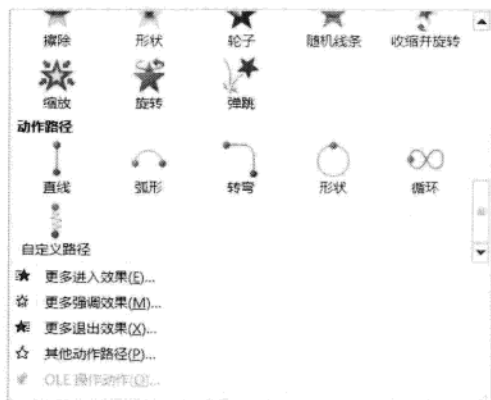 擦除 形状 轮子 随机线条 收缩并旋转
缩放 旋转 弹跳
动作路径
直线 弧形 转弯 形状 循环
自定义路径
更多进入效果(E)...
更多强调效果(M)...
更多退出效果(X)...
其他动作路径(P)...
OLE 操作动作(O)...